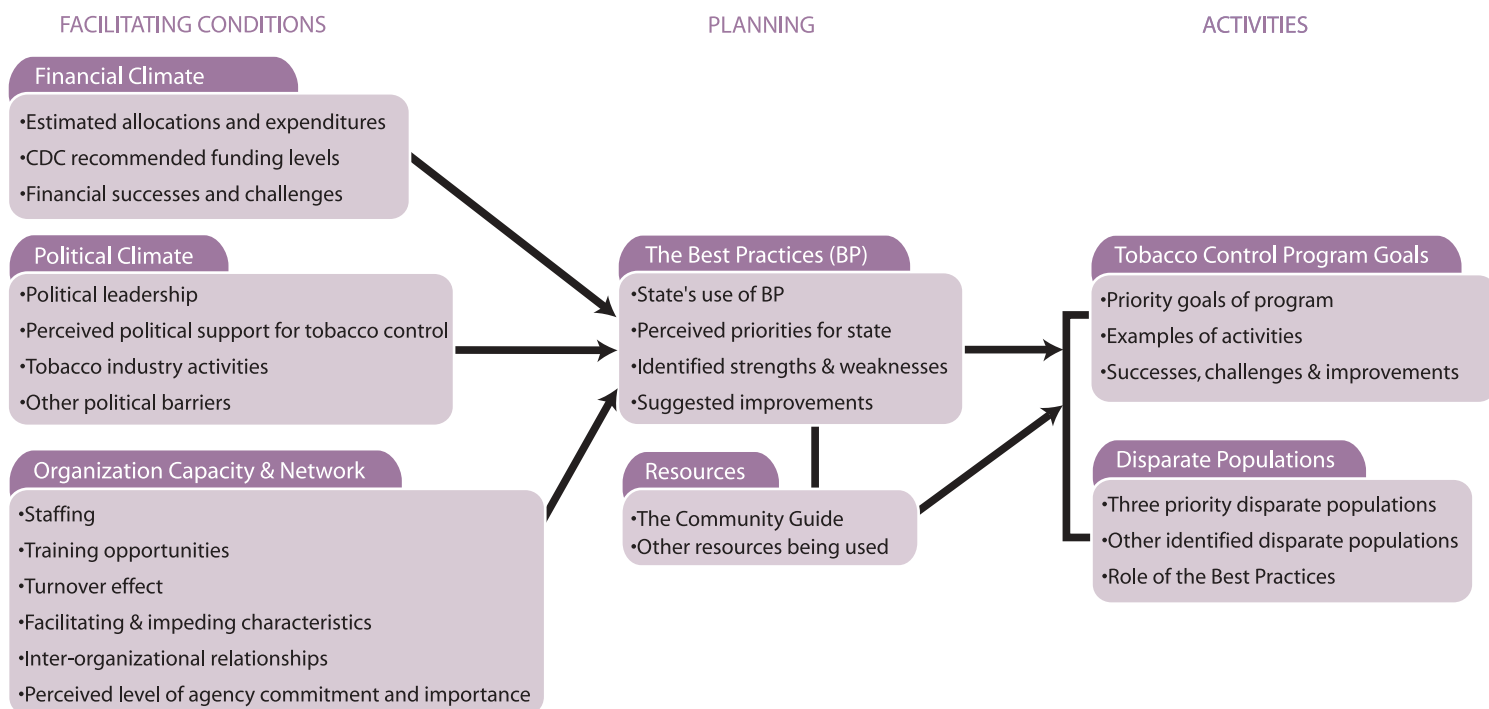 FACILITATING CONDITIONS
Financial Climate
•Estimated allocations and expenditures
•CDC recommended funding levels
•Financial successes and challenges
Political Climate
•Political leadership
•Perceived political support for tobacco control
•Tobacco industry activities
•Other political barriers
Organization Capacity & Network
•Staffing
•Training opportunities
•Turnover effect
•Facilitating & impeding characteristics
•Inter-organizational relationships
•Perceived level of agency commitment and importance
PLANNING
The Best Practices (BP)
•State's use of BP
•Perceived priorities for state
•Identified strengths & weaknesses
•Suggested improvements
Resources
•The Community Guide
•Other resources being used
ACTIVITIES
Tobacco Control Program Goals
•Priority goals of program
•Examples of activities
•Successes, challenges & improvements
Disparate Populations
•Three priority disparate populations
•Other identified disparate populations
•Role of the Best Practices